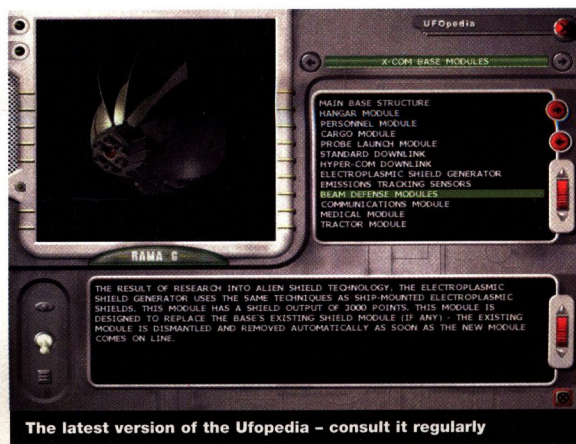 UFOpedia
X-COM BASE MODULES
MAIN BASE STRUCTURE
HANGAR MODULE
PERSONNEL MODULE
CARGO MODULE
PROBE LAUNCH MODULE
STANDARD DOWNLINK
HYPER-COM DOWNLINK
ELECTROPLASMIC SHIELD GENERATOR
EMISSIONS TRACKING SENSORS
BEAM DEFENSE MODULES
COMMUNICATIONS MODULE
MEDICAL MODULE
TRACTOR MODULE
RAMA 6
THE RESULT OF RESEARCH INTO ALIEN SHIELD TECHNOLOGY, THE ELECTROPLASMIC
SHIELD GENERATOR USES THE SAME TECHNIQUES AS SHIP-MOUNTED ELECTROPLASMIC
SHIELDS. THIS MODULE HAS A SHIELD OUTPUT OF 3000 POINTS. THIS MODULE IS
DESIGNED TO REPLACE THE BASE'S EXISTING SHIELD MODULE (IF ANY) - THE EXISTING
MODULE IS DISMANTLED AND REMOVED AUTOMATICALLY AS SOON AS THE NEW MODULE
COMES ON LINE.
The latest version of the Ufopedia – consult it regularly